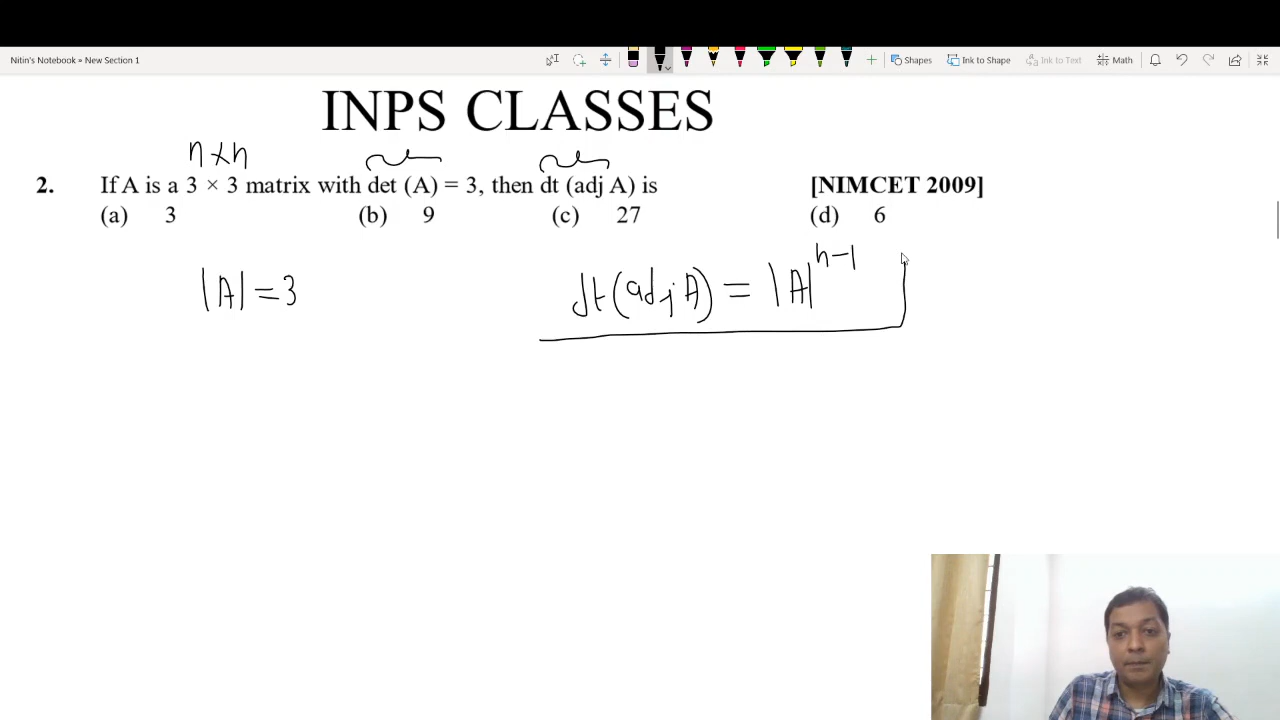 Nitin's Notebook » New Section 1
Shapes Ink to Shape Ink to Text Math
INPS CLASSES
n×n
2. If A is a 3 × 3 matrix with det (A) = 3, then dt (adj A) is [NIMCET 2009]
(a) 3 (b) 9 (c) 27 (d) 6
|A| = 3 dt(adj A) = |A|^{n-1}